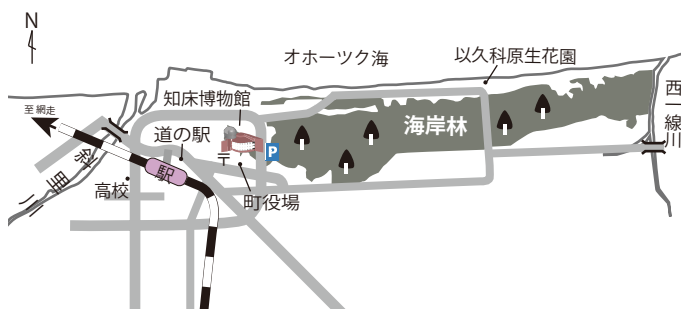 N
オホーツク海
以久科原生花園
西一線川
至網走
知床博物館
道の駅
〒
P
海岸林
斜里川
駅
高校
町役場